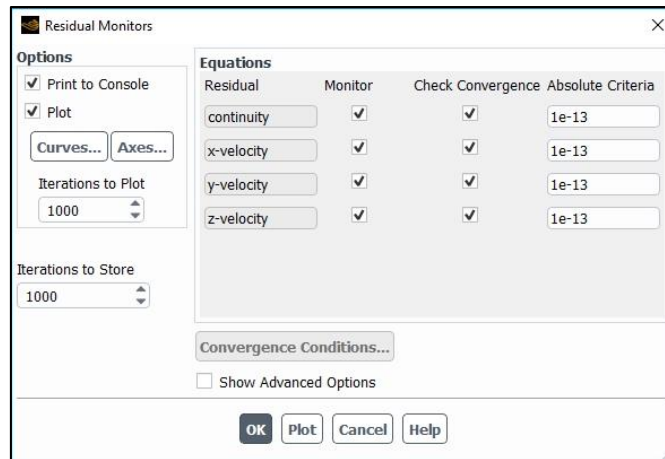 Residual Monitors
Options
Print to Console
Plot
Curves... Axes...
Iterations to Plot
1000
Iterations to Store
1000
Equations
Residual Monitor Check Convergence Absolute Criteria
continuity 1e-13
x-velocity 1e-13
y-velocity 1e-13
z-velocity 1e-13
Convergence Conditions...
Show Advanced Options
OK Plot Cancel Help